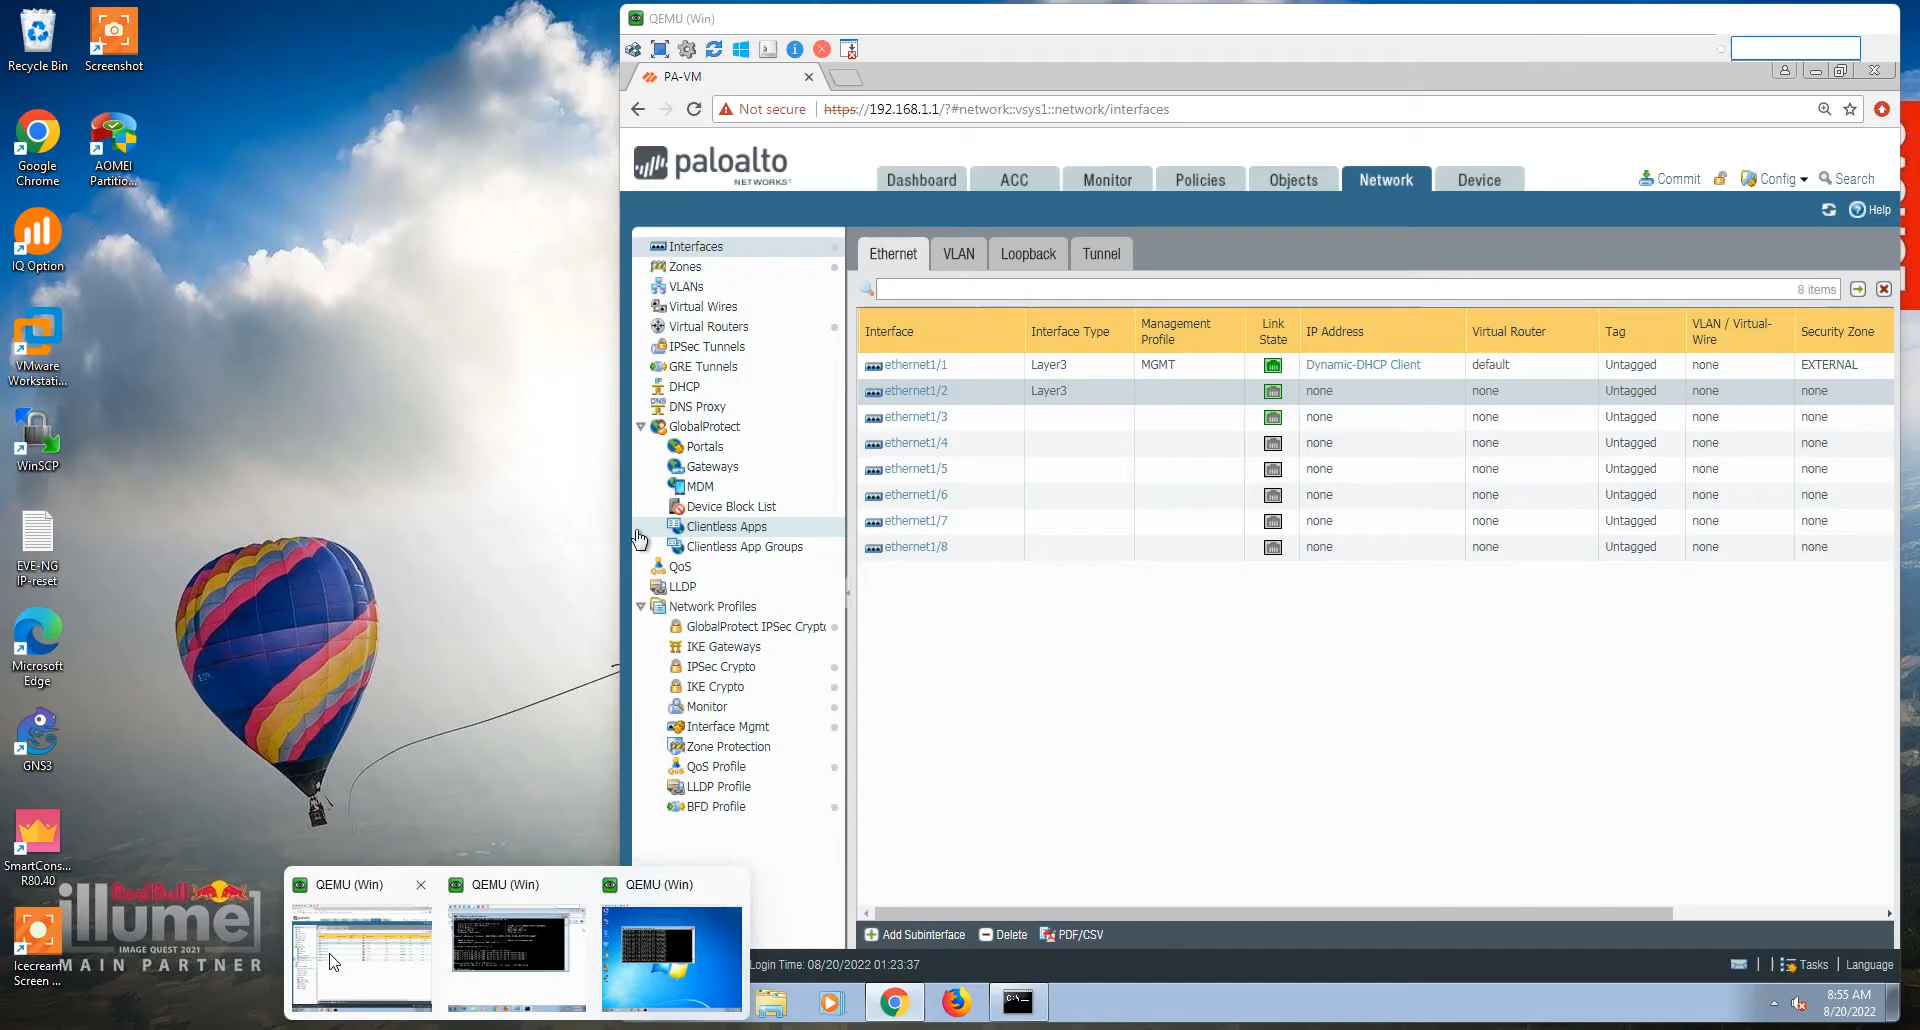 Recycle Bin
Screenshot
Google
Chrome
AOMEI
Partitio...
IQ Option
VMware
Workstati...
WinSCP
EVE-NG
IP-reset
Microsoft
Edge
GNS3
SmartCons...
R80.40
Icecream
Screen ...
RedBull
illume
IMAGE QUEST 2021
MAIN PARTNER
QEMU (Win)
PA-VM
Not secure
https://192.168.1.1/?#network::vsys1::network/interfaces
paloalto
NETWORKS
Dashboard
ACC
Monitor
Policies
Objects
Network
Device
Commit
Config
Search
Help
Interfaces
Zones
VLANs
Virtual Wires
Virtual Routers
IPSec Tunnels
GRE Tunnels
DHCP
DNS Proxy
GlobalProtect
Portals
Gateways
MDM
Device Block List
Clientless Apps
Clientless App Groups
QoS
LLDP
Network Profiles
GlobalProtect IPSec Crypto
IKE Gateways
IPSec Crypto
IKE Crypto
Monitor
Interface Mgmt
Zone Protection
QoS Profile
LLDP Profile
BFD Profile
Ethernet VLAN Loopback Tunnel
8 items
Interface Interface Type Management Profile Link State IP Address Virtual Router Tag VLAN / Virtual-Wire Security Zone
ethernet1/1 Layer3 MGMT Dynamic-DHCP Client default Untagged none EXTERNAL
ethernet1/2 Layer3 none none Untagged none none
ethernet1/3 none none Untagged none none
ethernet1/4 none none Untagged none none
ethernet1/5 none none Untagged none none
ethernet1/6 none none Untagged none none
ethernet1/7 none none Untagged none none
ethernet1/8 none none Untagged none none
Add Subinterface Delete PDF/CSV
Login Time: 08/20/2022 01:23:37
Tasks | Language
QEMU (Win)
QEMU (Win)
QEMU (Win)
8:55 AM
8/20/2022